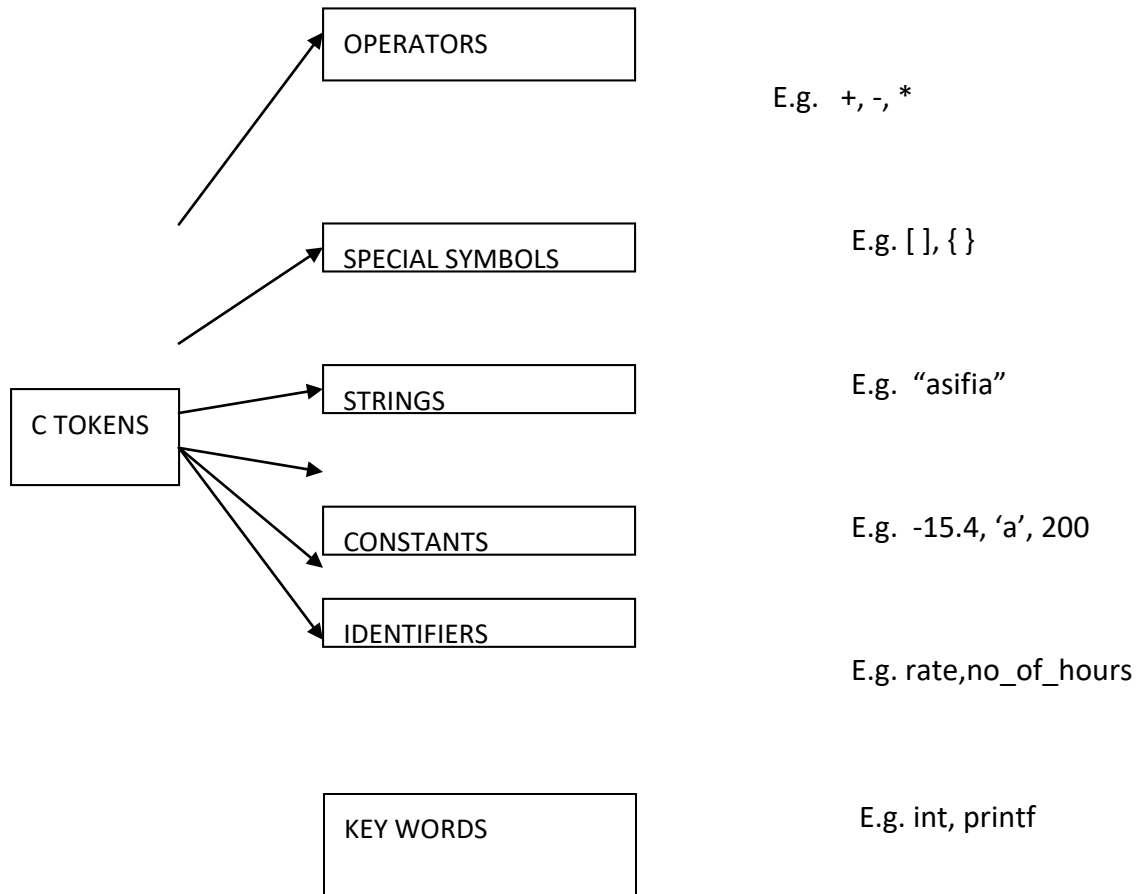 OPERATORS
E.g. +, -, *
SPECIAL SYMBOLS
E.g. [ ], { }
STRINGS
E.g. “asifia”
C TOKENS
CONSTANTS
E.g. -15.4, ‘a’, 200
IDENTIFIERS
E.g. rate,no_of_hours
KEY WORDS
E.g. int, printf